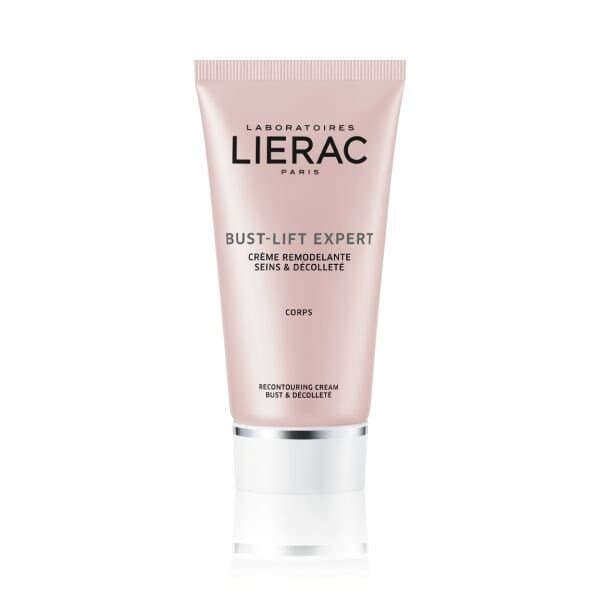 LABORATOIRES
LIERAC
PARIS
BUST-LIFT EXPERT
CRÈME REMODELANTE
SEINS & DÉCOLLETÉ
CORPS
RECONTOURING CREAM
BUST & DÉCOLLETÉ